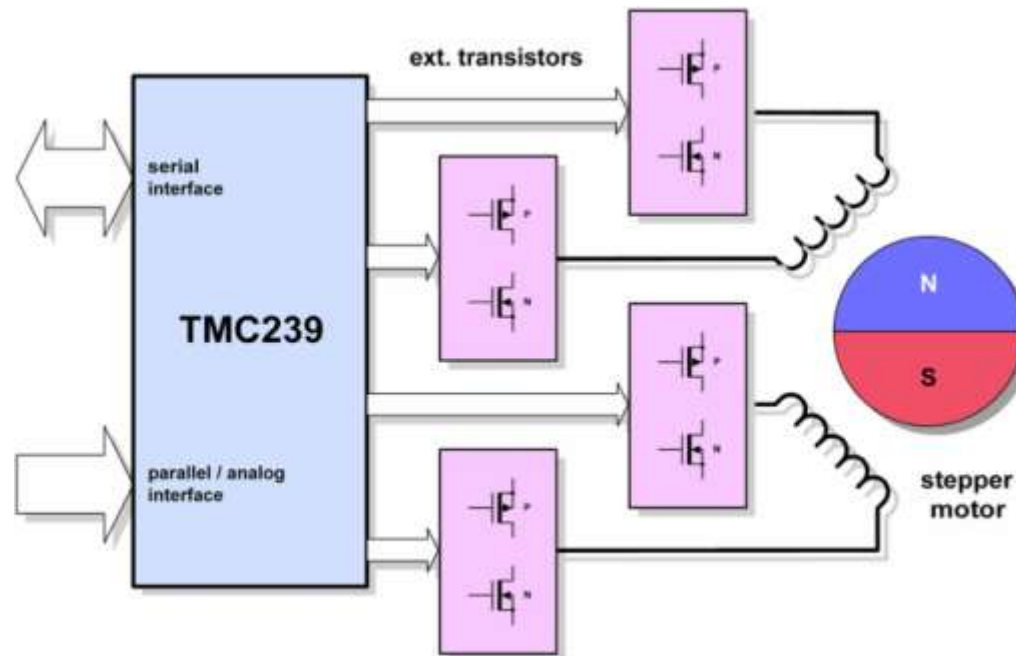 ext. transistors
P
N
serial
interface
P
N
TMC239
N
S
P
N
parallel / analog
interface
stepper
motor
P
N